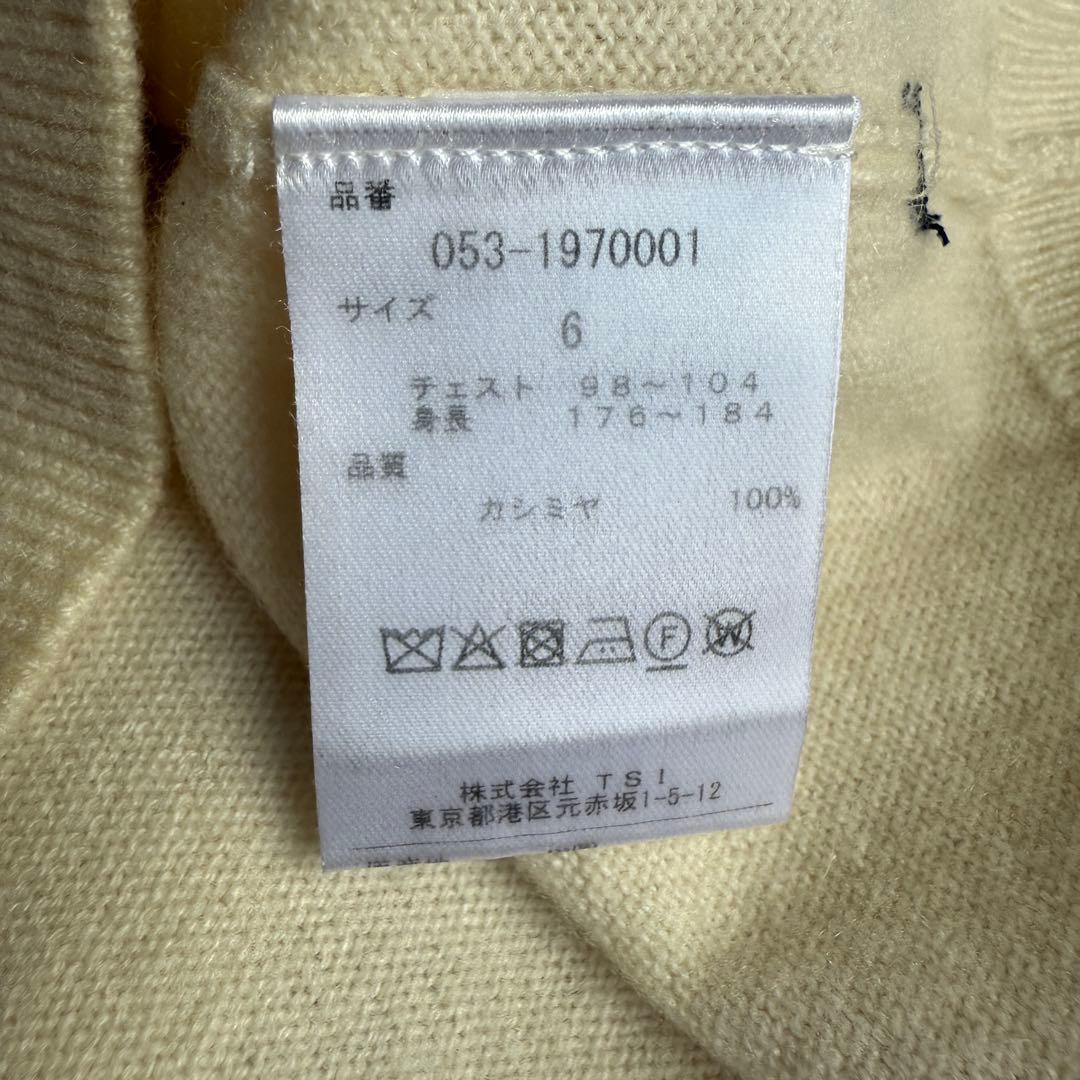 品番
053-1970001
サイズ
6
チェスト 98～104
身長 176～184
品質
カシミヤ 100%
F
W
株式会社 TSI
東京都港区元赤坂1-5-12